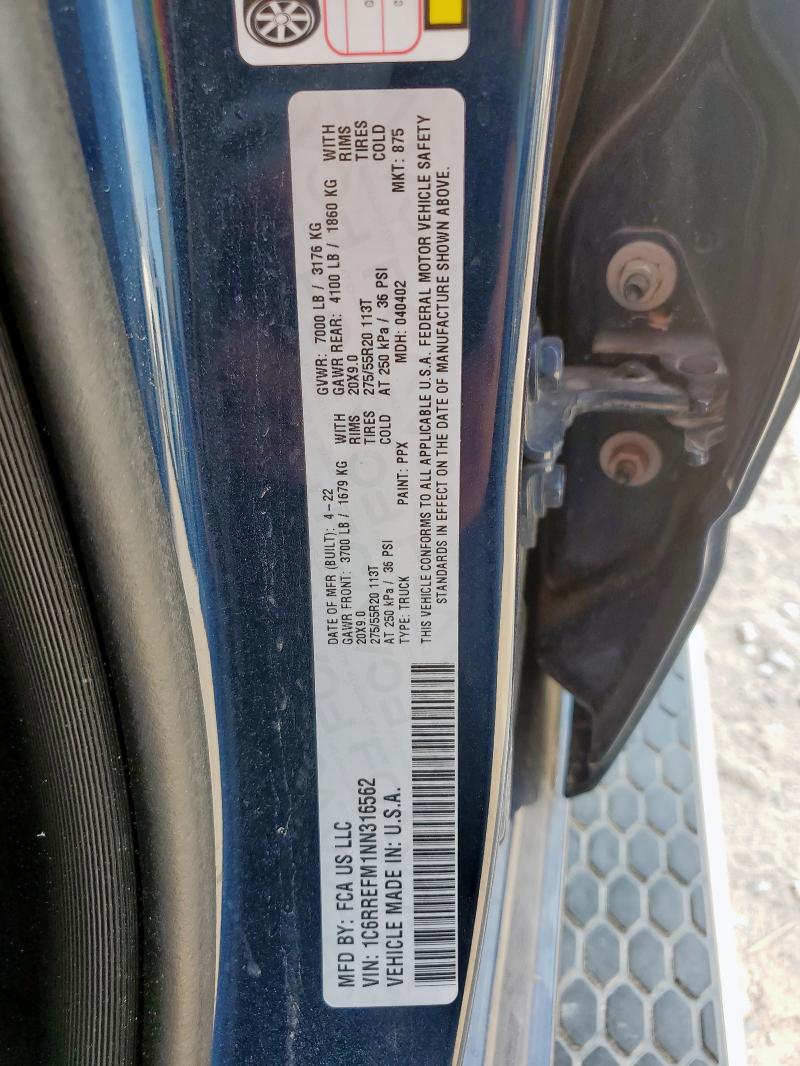 MFD BY: FCA US LLC
VIN: 1C6RREFM1NN316562
VEHICLE MADE IN: U.S.A.
DATE OF MFR (BUILT): 4-22 GVWR: 7000 LB / 3176 KG
GAWR FRONT: 3700 LB / 1679 KG WITH GAWR REAR: 4100 LB / 1860 KG WITH
20X9.0 RIMS 20X9.0 RIMS
275/55R20 113T TIRES 275/55R20 113T TIRES
AT 250 kPa / 36 PSI COLD AT 250 kPa / 36 PSI COLD
TYPE: TRUCK PAINT: PPX MDH: 040402 MKT: 875
THIS VEHICLE CONFORMS TO ALL APPLICABLE U.S.A. FEDERAL MOTOR VEHICLE SAFETY
STANDARDS IN EFFECT ON THE DATE OF MANUFACTURE SHOWN ABOVE.